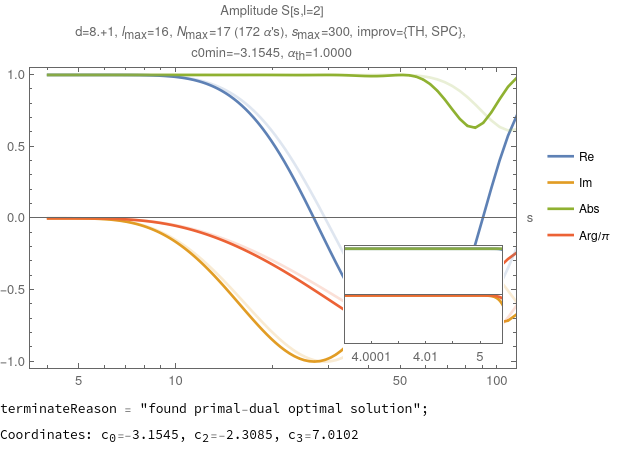 Amplitude S[s,l=2]
d=8.+1, lmax=16, Nmax=17 (172 α's), smax=300, improv={TH, SPC},
c0min=-3.1545, αth=1.0000
1.0
0.5
0.0
-0.5
-1.0
5 10 50 100
s
4.0001 4.01 5
Re
Im
Abs
Arg/π
terminateReason = "found primal-dual optimal solution";
Coordinates: c0=-3.1545, c2=-2.3085, c3=7.0102